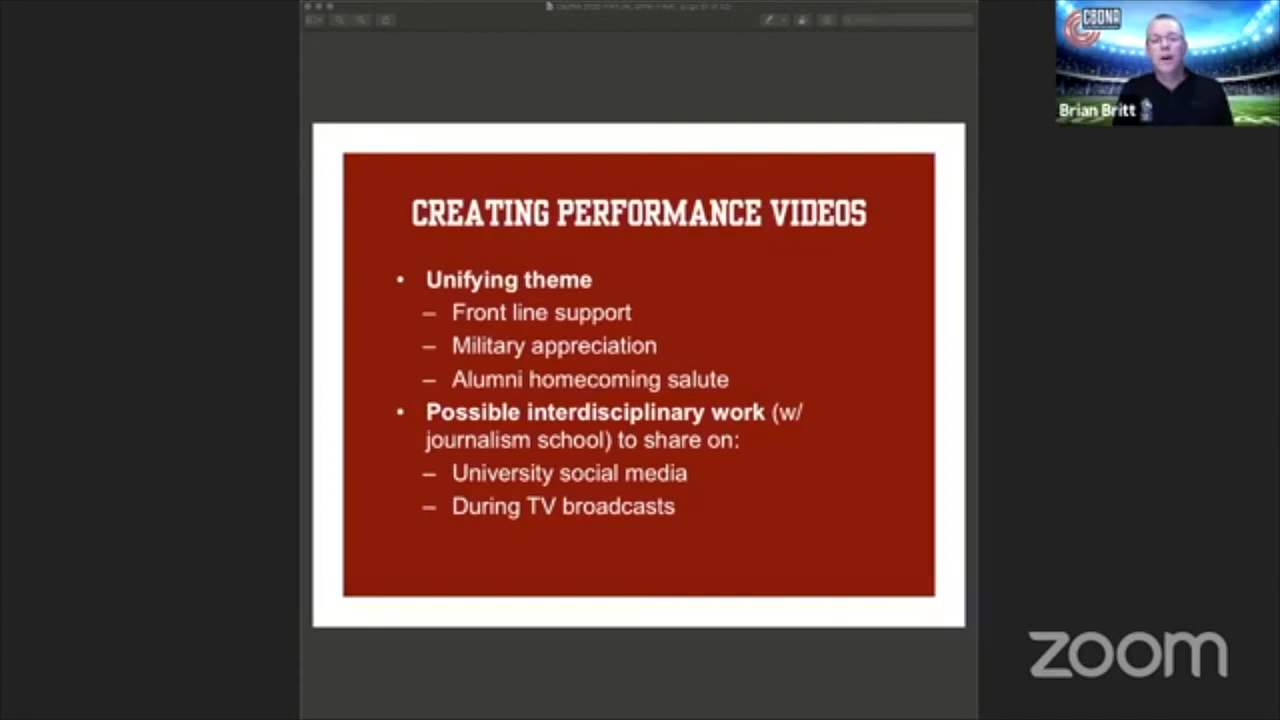 CBDNA
Brian Britt
CREATING PERFORMANCE VIDEOS
• Unifying theme
– Front line support
– Military appreciation
– Alumni homecoming salute
• Possible interdisciplinary work (w/
journalism school) to share on:
– University social media
– During TV broadcasts
zoom